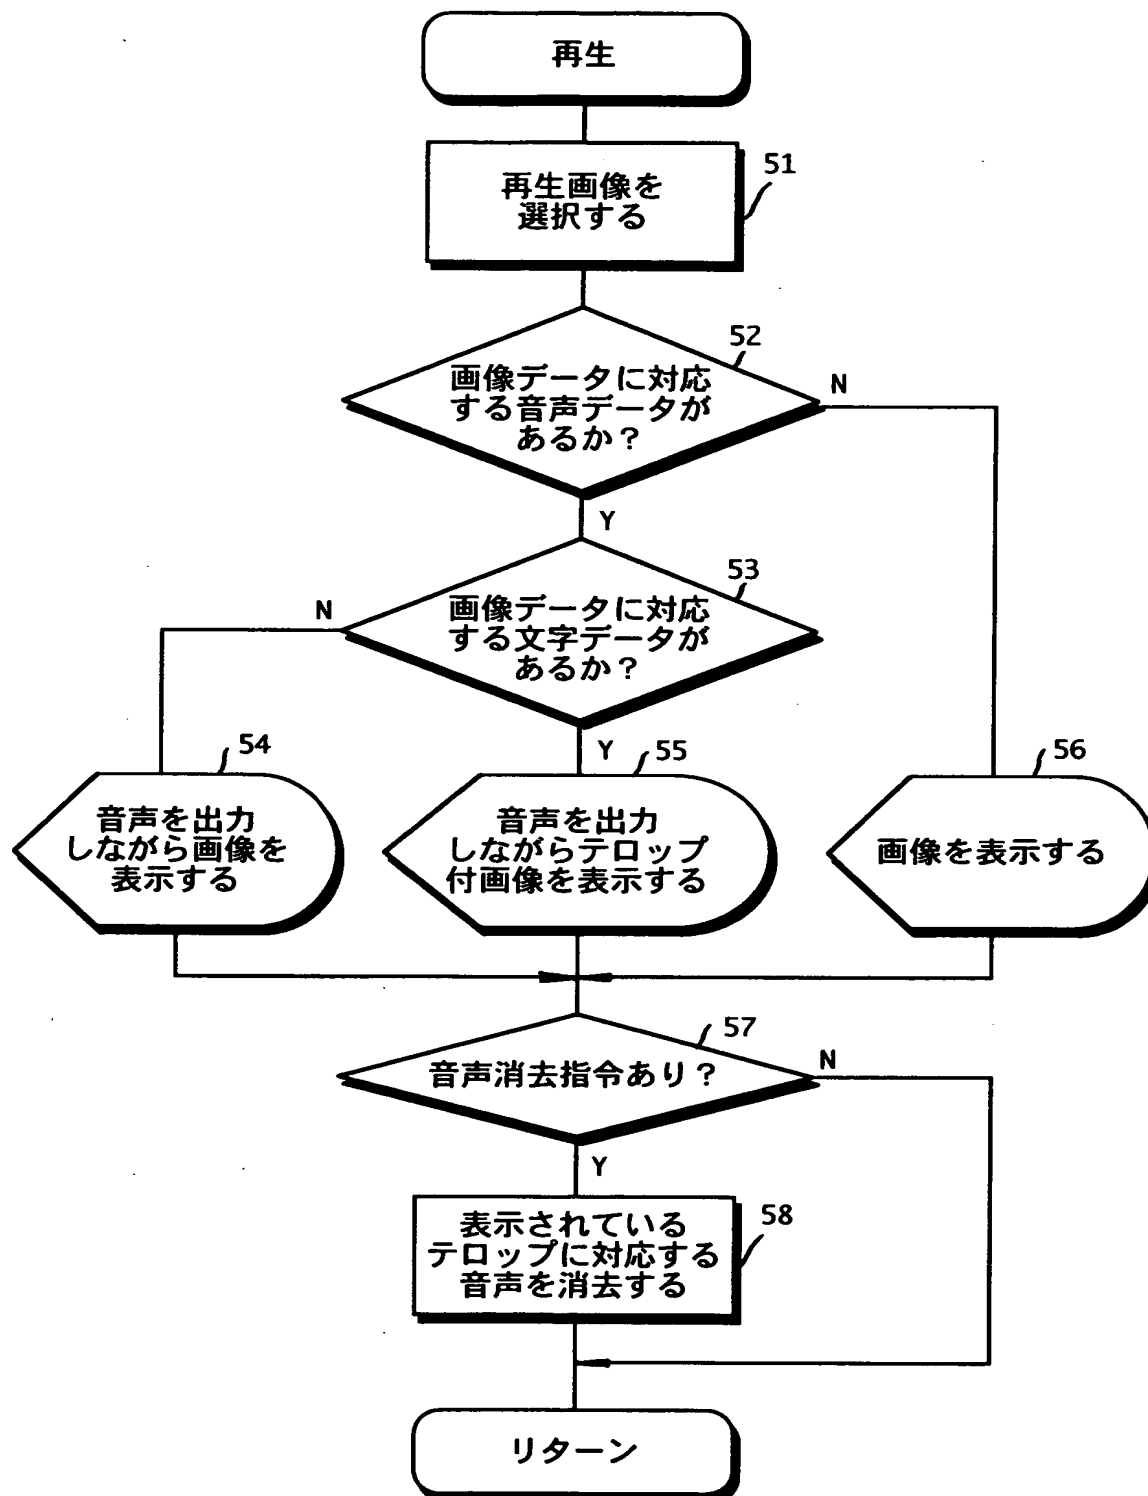 再生
再生画像を
選択する
51
画像データに対応
する音声データが
あるか？
52
N
Y
画像データに対応
する文字データが
あるか？
53
N
Y
音声を出力
しながら画像を
表示する
54
音声を出力
しながらテロップ
付画像を表示する
55
画像を表示する
56
音声消去指令あり？
57
N
Y
表示されている
テロップに対応する
音声を消去する
58
リターン